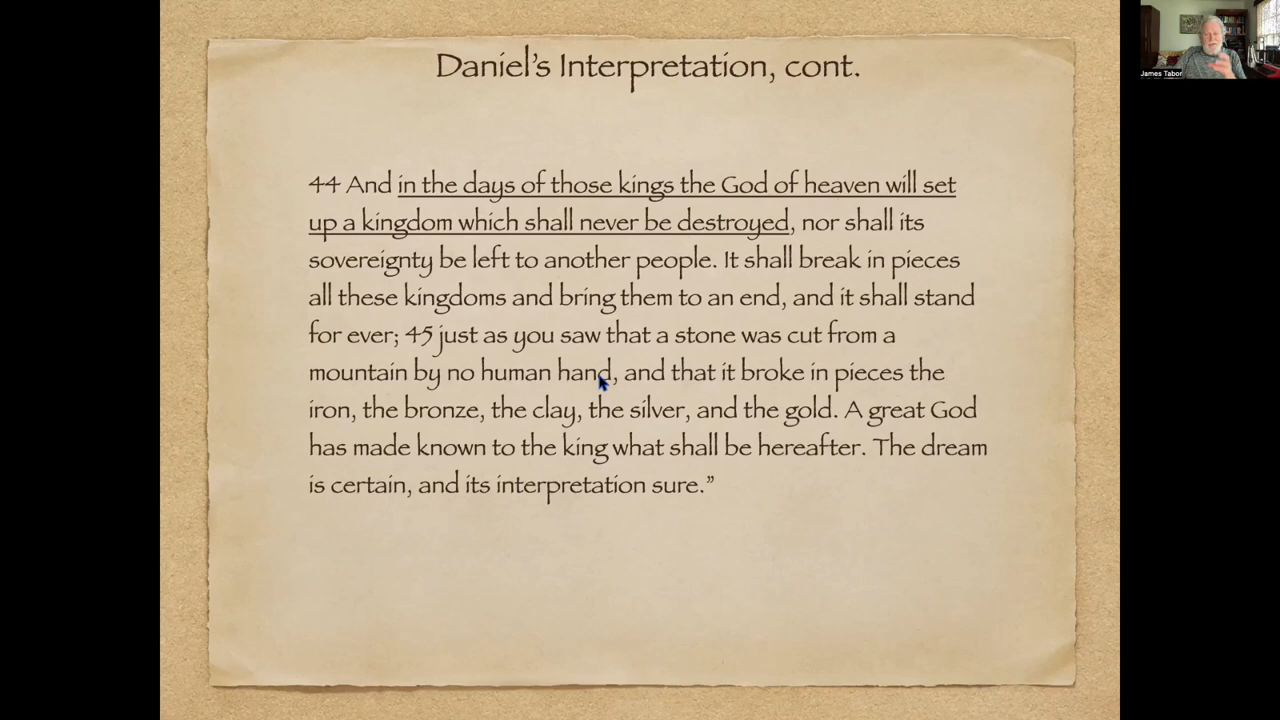 Daniel's Interpretation, cont.
44 And in the days of those kings the God of heaven will set
up a kingdom which shall never be destroyed, nor shall its
sovereignty be left to another people. It shall break in pieces
all these kingdoms and bring them to an end, and it shall stand
for ever; 45 just as you saw that a stone was cut from a
mountain by no human hand, and that it broke in pieces the
iron, the bronze, the clay, the silver, and the gold. A great God
has made known to the king what shall be hereafter. The dream
is certain, and its interpretation sure.”
James Tabor